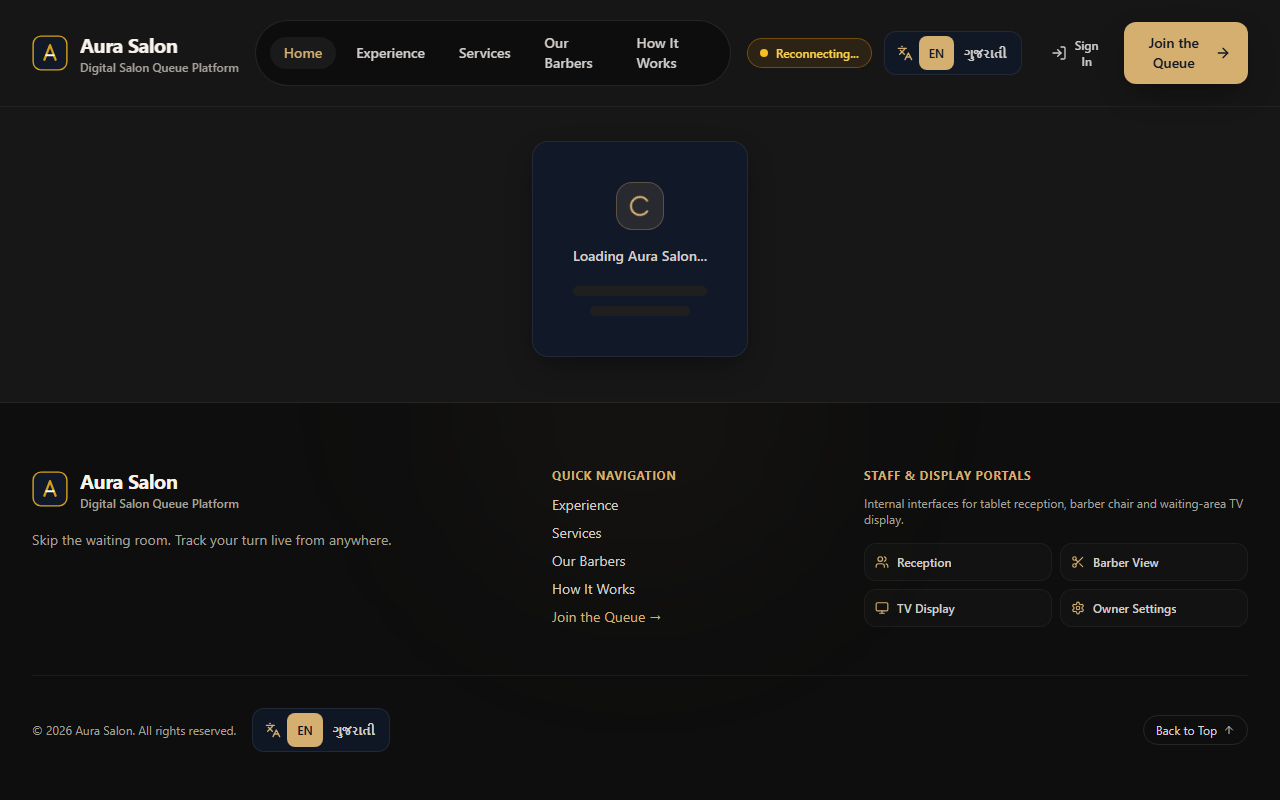 Aura Salon
Digital Salon Queue Platform
Home
Experience
Services
Our
Barbers
How It
Works
Reconnecting...
EN
ગુજરાતી
Sign
In
Join the
Queue
Loading Aura Salon...
Aura Salon
Digital Salon Queue Platform
Skip the waiting room. Track your turn live from anywhere.
QUICK NAVIGATION
Experience
Services
Our Barbers
How It Works
Join the Queue →
STAFF & DISPLAY PORTALS
Internal interfaces for tablet reception, barber chair and waiting-area TV
display.
Reception
Barber View
TV Display
Owner Settings
© 2026 Aura Salon. All rights reserved.
EN
ગુજરાતી
Back to Top